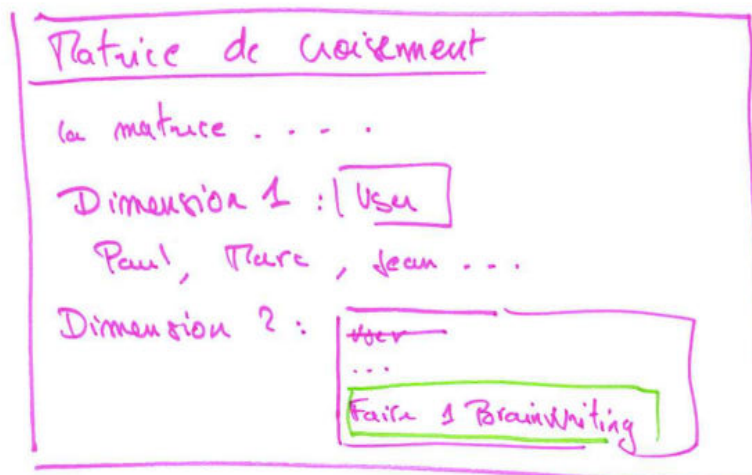 Matrice de croisement
la matrice . . . . .
Dimension 1 : User
Paul, Marc, Jean ...
Dimension 2 : User
...
Faire 1 BrainWriting